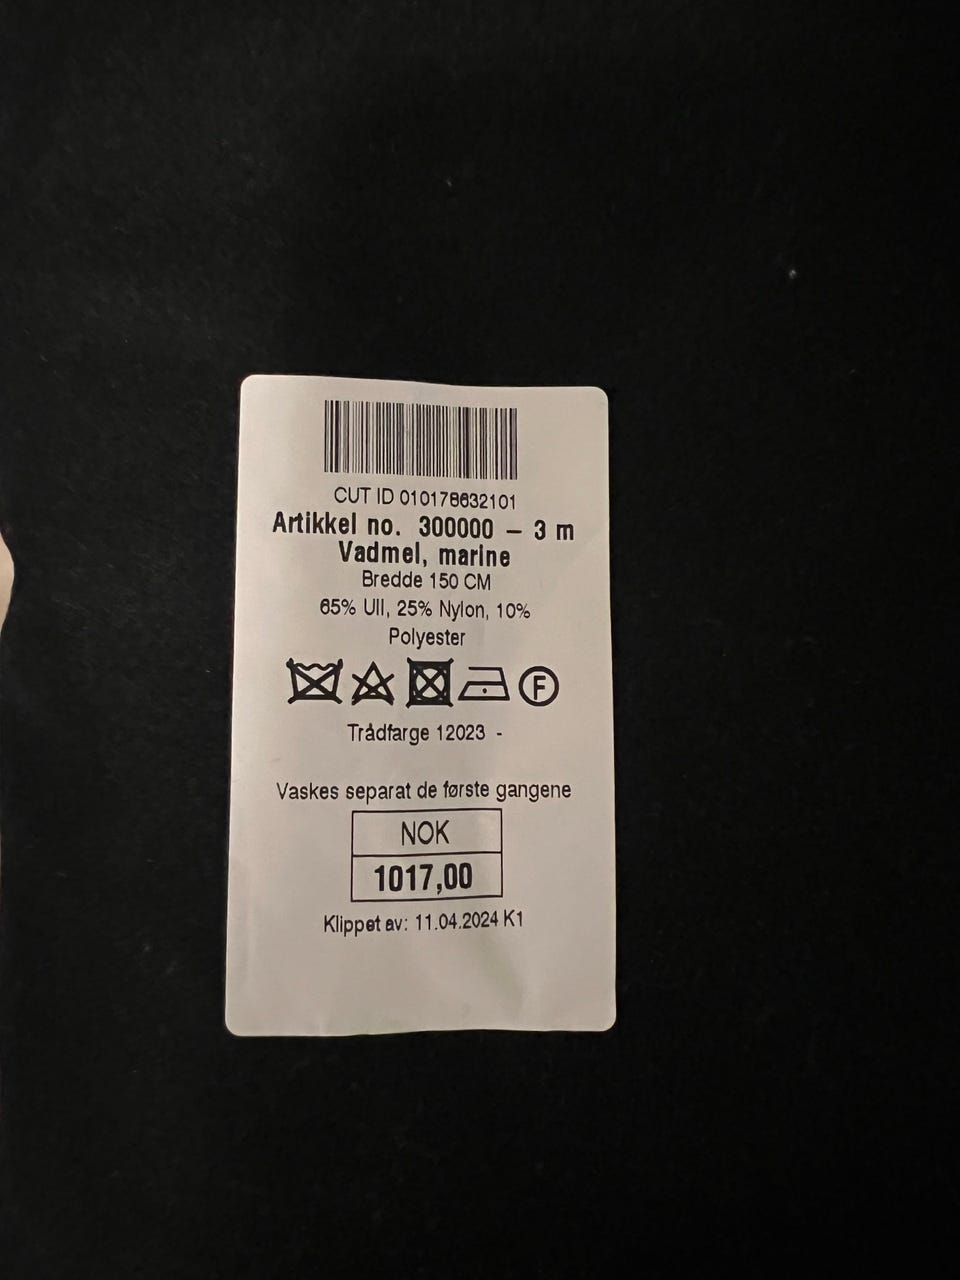 CUT ID 010178632101
Artikkel no. 300000 – 3 m
Vadmel, marine
Bredde 150 CM
65% Ull, 25% Nylon, 10%
Polyester
F
Trådfarge 12023 -
Vaskes separat de første gangene
NOK
1017,00
Klippet av: 11.04.2024 K1